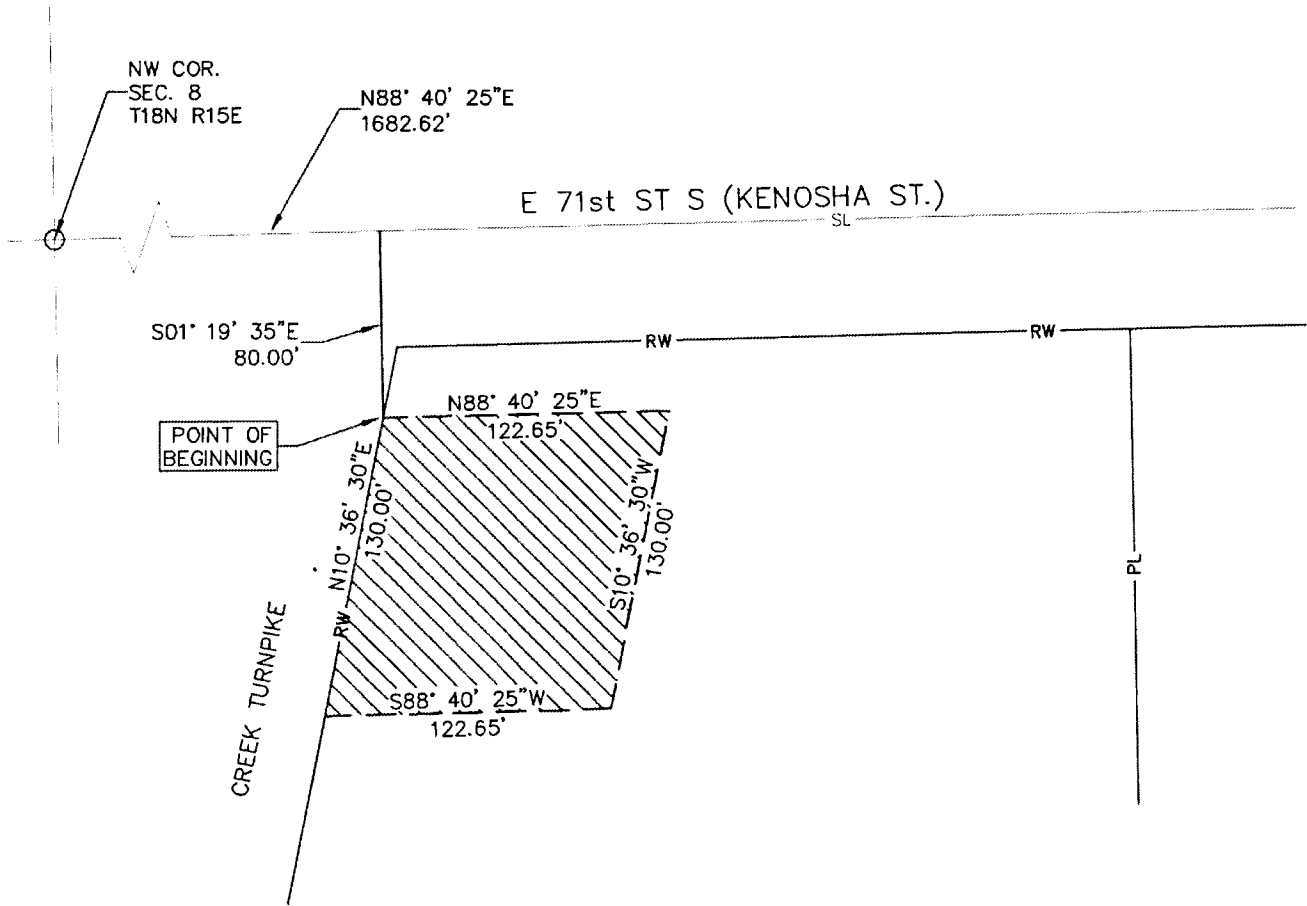 NW COR.
SEC. 8
T18N R15E
N88° 40' 25"E
1682.62'
E 71st ST S (KENOSHA ST.)
SL
S01° 19' 35"E
80.00'
RW
RW
POINT OF
BEGINNING
N88° 40' 25"E
122.65'
N10° 36' 30"E
130.00'
RW
S10° 36' 30"W
130.00'
PL
S88° 40' 25"W
122.65'
CREEK TURNPIKE